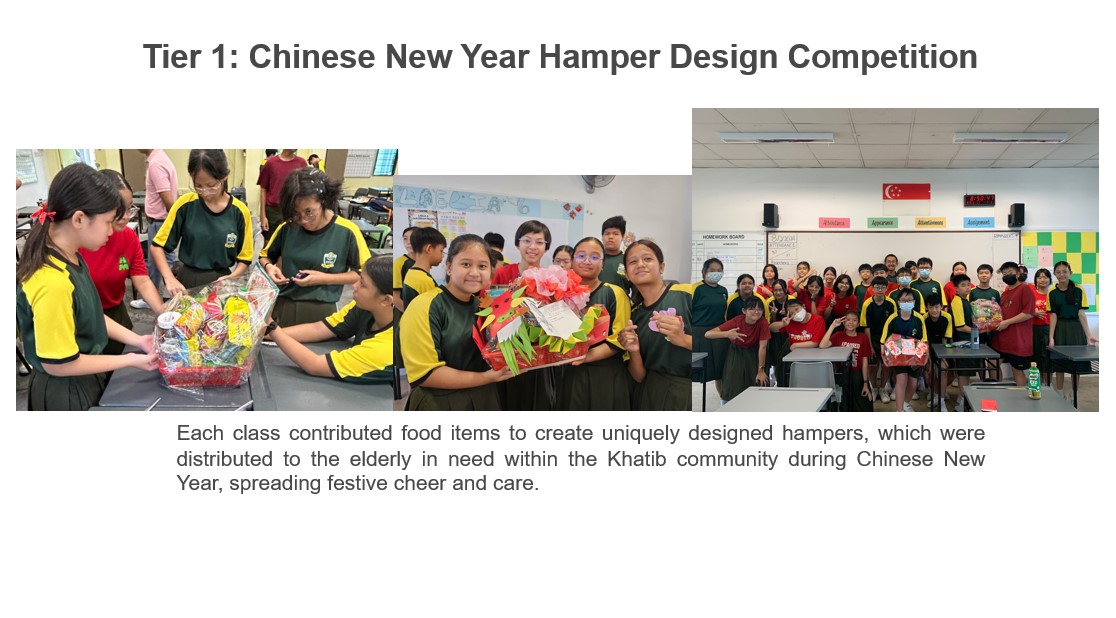 Tier 1: Chinese New Year Hamper Design Competition
HOMEWORK BOARD
Attentiveness
Assignment
Each class contributed food items to create uniquely designed hampers, which were
distributed to the elderly in need within the Khatib community during Chinese New
Year, spreading festive cheer and care.